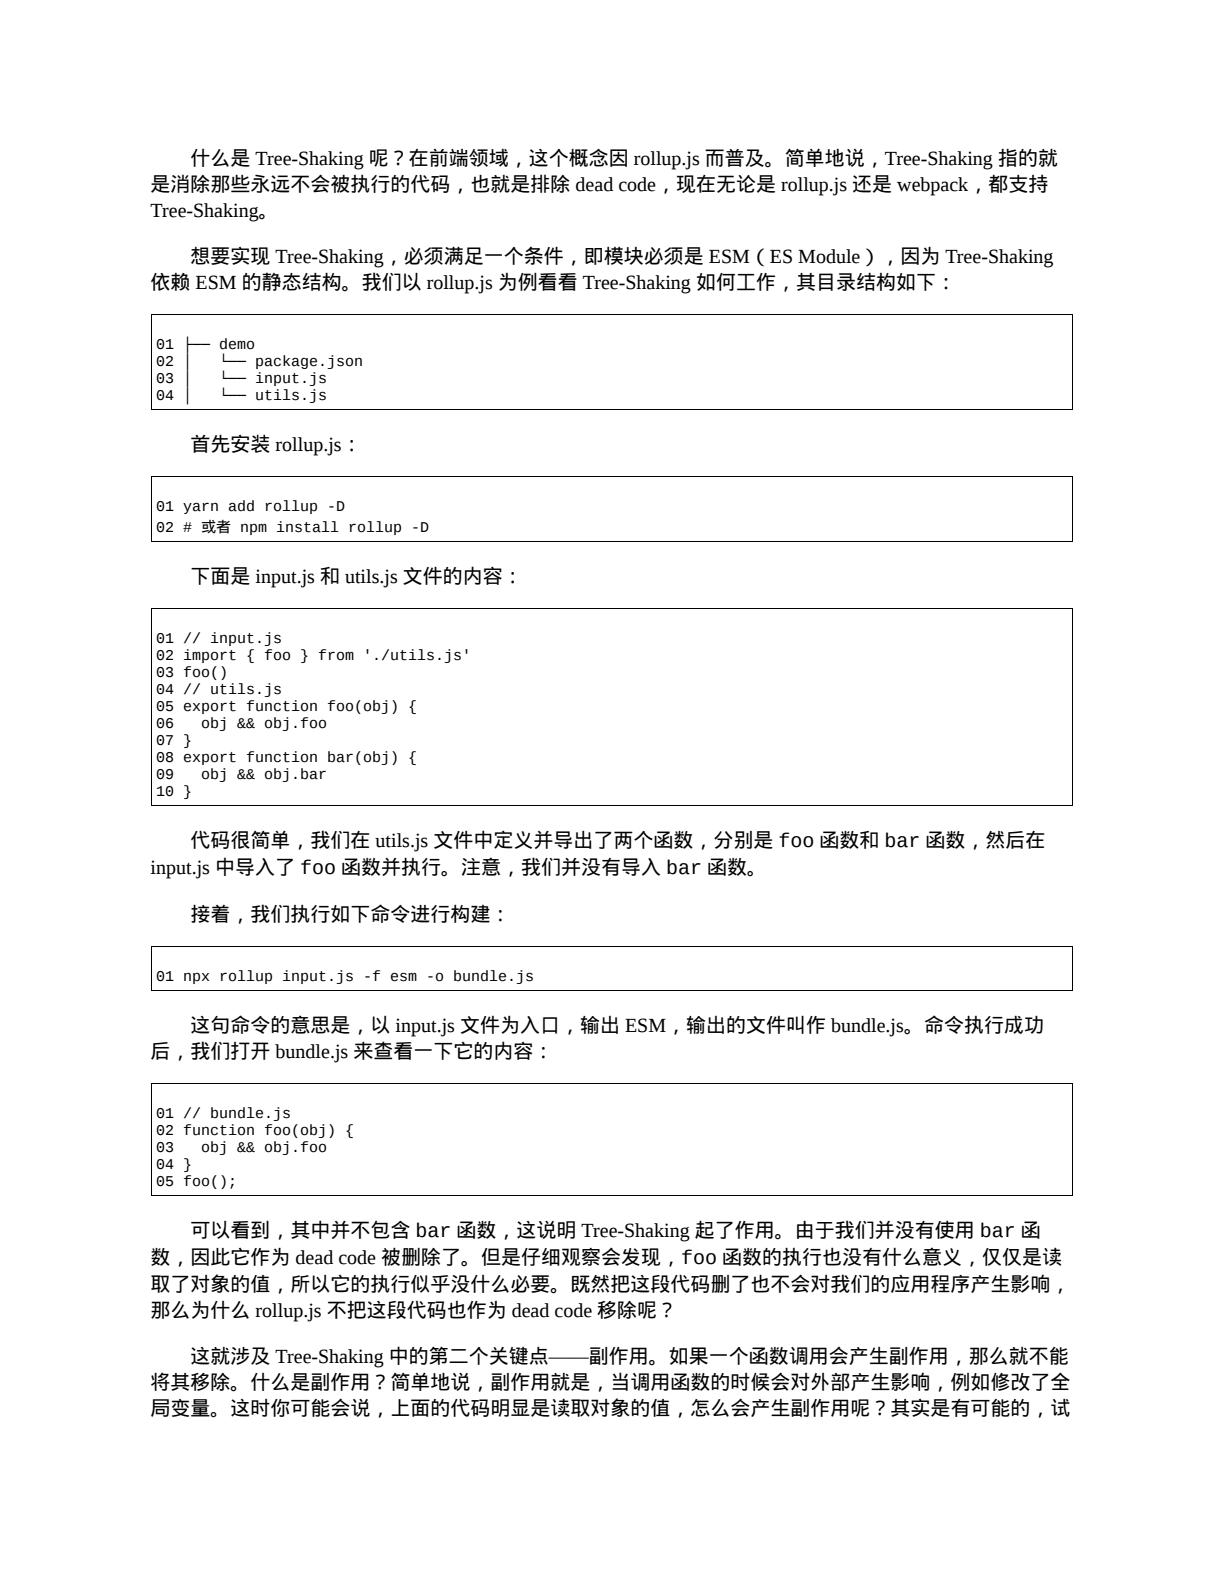 什么是 Tree-Shaking 呢？在前端领域，这个概念因 rollup.js 而普及。简单地说，Tree-Shaking 指的就
是消除那些永远不会被执行的代码，也就是排除 dead code，现在无论是 rollup.js 还是 webpack，都支持
Tree-Shaking。
想要实现 Tree-Shaking，必须满足一个条件，即模块必须是 ESM（ES Module），因为 Tree-Shaking
依赖 ESM 的静态结构。我们以 rollup.js 为例看看 Tree-Shaking 如何工作，其目录结构如下：
01 ├── demo
02 │   └── package.json
03 │   └── input.js
04 │   └── utils.js
首先安装 rollup.js：
01 yarn add rollup -D
02 # 或者 npm install rollup -D
下面是 input.js 和 utils.js 文件的内容：
01 // input.js
02 import { foo } from './utils.js'
03 foo()
04 // utils.js
05 export function foo(obj) {
06   obj && obj.foo
07 }
08 export function bar(obj) {
09   obj && obj.bar
10 }
代码很简单，我们在 utils.js 文件中定义并导出了两个函数，分别是 foo 函数和 bar 函数，然后在
input.js 中导入了 foo 函数并执行。注意，我们并没有导入 bar 函数。
接着，我们执行如下命令进行构建：
01 npx rollup input.js -f esm -o bundle.js
这句命令的意思是，以 input.js 文件为入口，输出 ESM，输出的文件叫作 bundle.js。命令执行成功
后，我们打开 bundle.js 来查看一下它的内容：
01 // bundle.js
02 function foo(obj) {
03   obj && obj.foo
04 }
05 foo();
可以看到，其中并不包含 bar 函数，这说明 Tree-Shaking 起了作用。由于我们并没有使用 bar 函
数，因此它作为 dead code 被删除了。但是仔细观察会发现，foo 函数的执行也没有什么意义，仅仅是读
取了对象的值，所以它的执行似乎没什么必要。既然把这段代码删了也不会对我们的应用程序产生影响，
那么为什么 rollup.js 不把这段代码也作为 dead code 移除呢？
这就涉及 Tree-Shaking 中的第二个关键点——副作用。如果一个函数调用会产生副作用，那么就不能
将其移除。什么是副作用？简单地说，副作用就是，当调用函数的时候会对外部产生影响，例如修改了全
局变量。这时你可能会说，上面的代码明显是读取对象的值，怎么会产生副作用呢？其实是有可能的，试